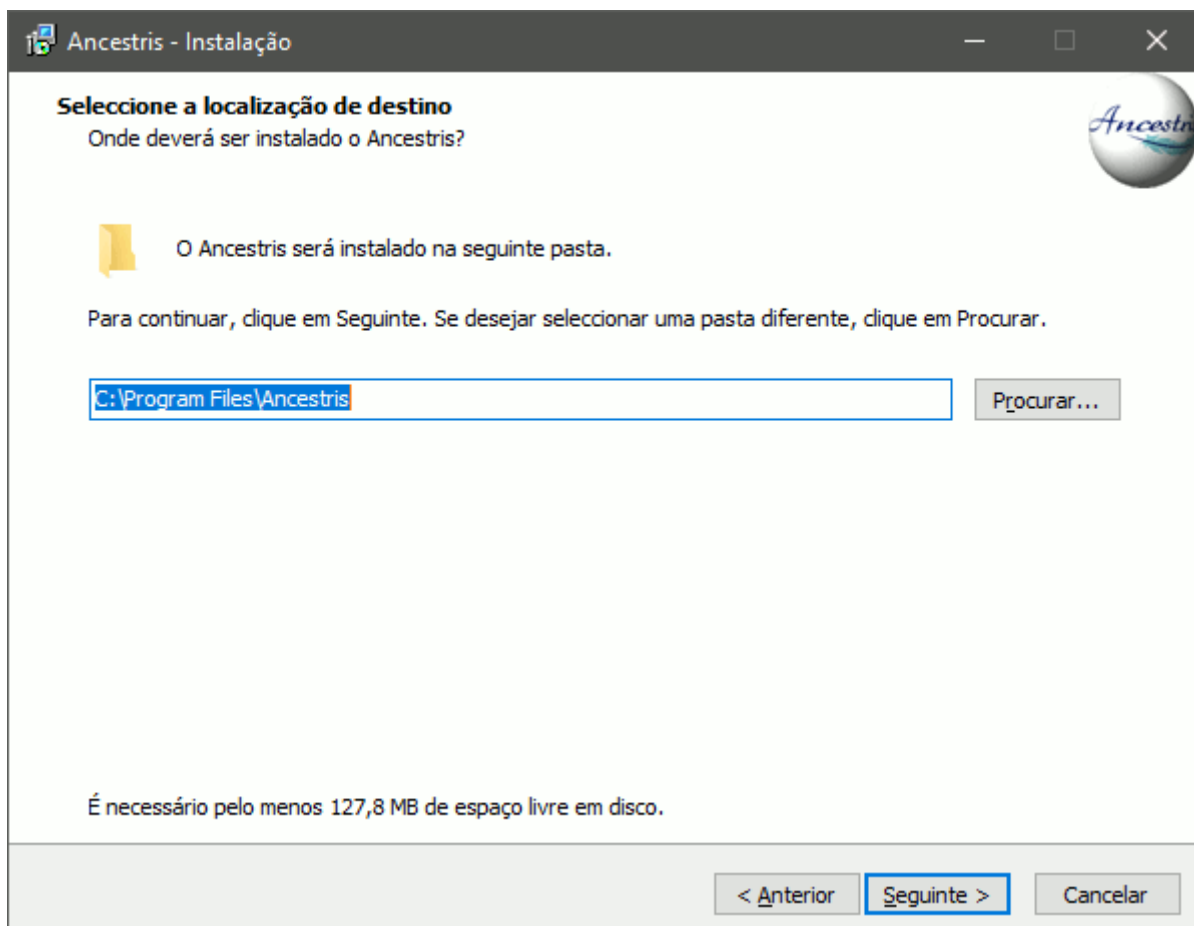 Ancestris - Instalação
Seleccione a localização de destino
Onde deverá ser instalado o Ancestris?
Ancestri
O Ancestris será instalado na seguinte pasta.
Para continuar, clique em Seguinte. Se desejar seleccionar uma pasta diferente, clique em Procurar.
C:\Program Files\Ancestris
Procurar...
É necessário pelo menos 127,8 MB de espaço livre em disco.
< Anterior
Seguinte >
Cancelar